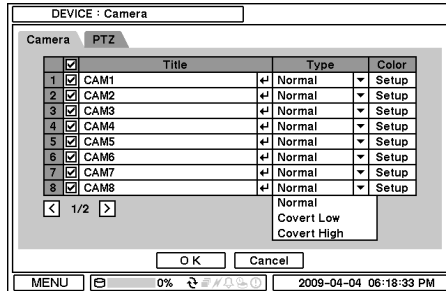 DEVICE : Camera
Camera PTZ
Title Type Color
1 CAM1 Normal Setup
2 CAM2 Normal Setup
3 CAM3 Normal Setup
4 CAM4 Normal Setup
5 CAM5 Normal Setup
6 CAM6 Normal Setup
7 CAM7 Normal Setup
8 CAM8 Normal Setup
Normal
1/2
Covert Low
Covert High
OK Cancel
MENU 0% 2009-04-04 06:18:33 PM